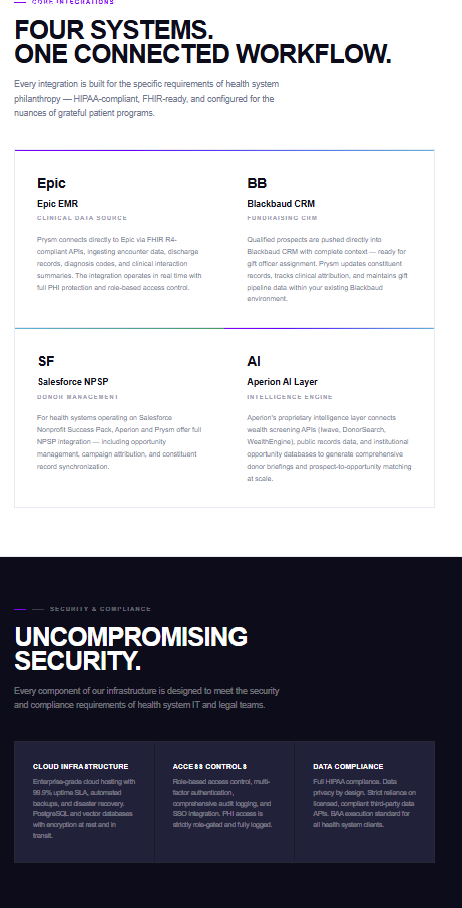 CORE INTEGRATIONS
FOUR SYSTEMS.
ONE CONNECTED WORKFLOW.
Every integration is built for the specific requirements of health system
philanthropy — HIPAA-compliant, FHIR-ready, and configured for the
nuances of grateful patient programs.
Epic
Epic EMR
CLINICAL DATA SOURCE
Prysm connects directly to Epic via FHIR R4-
compliant APIs, ingesting encounter data, discharge
records, diagnosis codes, and clinical interaction
summaries. The integration operates in real time with
full PHI protection and role-based access control.
BB
Blackbaud CRM
FUNDRAISING CRM
Qualified prospects are pushed directly into
Blackbaud CRM with complete context — ready for
gift officer assignment. Prysm updates constituent
records, tracks clinical attribution, and maintains gift
pipeline data within your existing Blackbaud
environment.
SF
Salesforce NPSP
DONOR MANAGEMENT
For health systems operating on Salesforce
Nonprofit Success Pack, Aperion and Prysm offer full
NPSP integration — including opportunity
management, campaign attribution, and constituent
record synchronization.
AI
Aperion AI Layer
INTELLIGENCE ENGINE
Aperion's proprietary intelligence layer connects
wealth screening APIs (Iwave, DonorSearch,
WealthEngine), public records data, and institutional
opportunity databases to generate comprehensive
donor briefings and prospect-to-opportunity matching
at scale.
SECURITY & COMPLIANCE
UNCOMPROMISING
SECURITY.
Every component of our infrastructure is designed to meet the security
and compliance requirements of health system IT and legal teams.
CLOUD INFRASTRUCTURE
Enterprise-grade cloud hosting with
99.9% uptime SLA, automated
backups, and disaster recovery.
PostgreSQL and vector databases
with encryption at rest and in
transit.
ACCESS CONTROLS
Role-based access control, multi-
factor authentication,
comprehensive audit logging, and
SSO integration. PHI access is
strictly role-gated and fully logged.
DATA COMPLIANCE
Full HIPAA compliance. Data
privacy by design. Strict reliance on
licensed, compliant third-party data
APIs. BAA execution standard for
all health system clients.